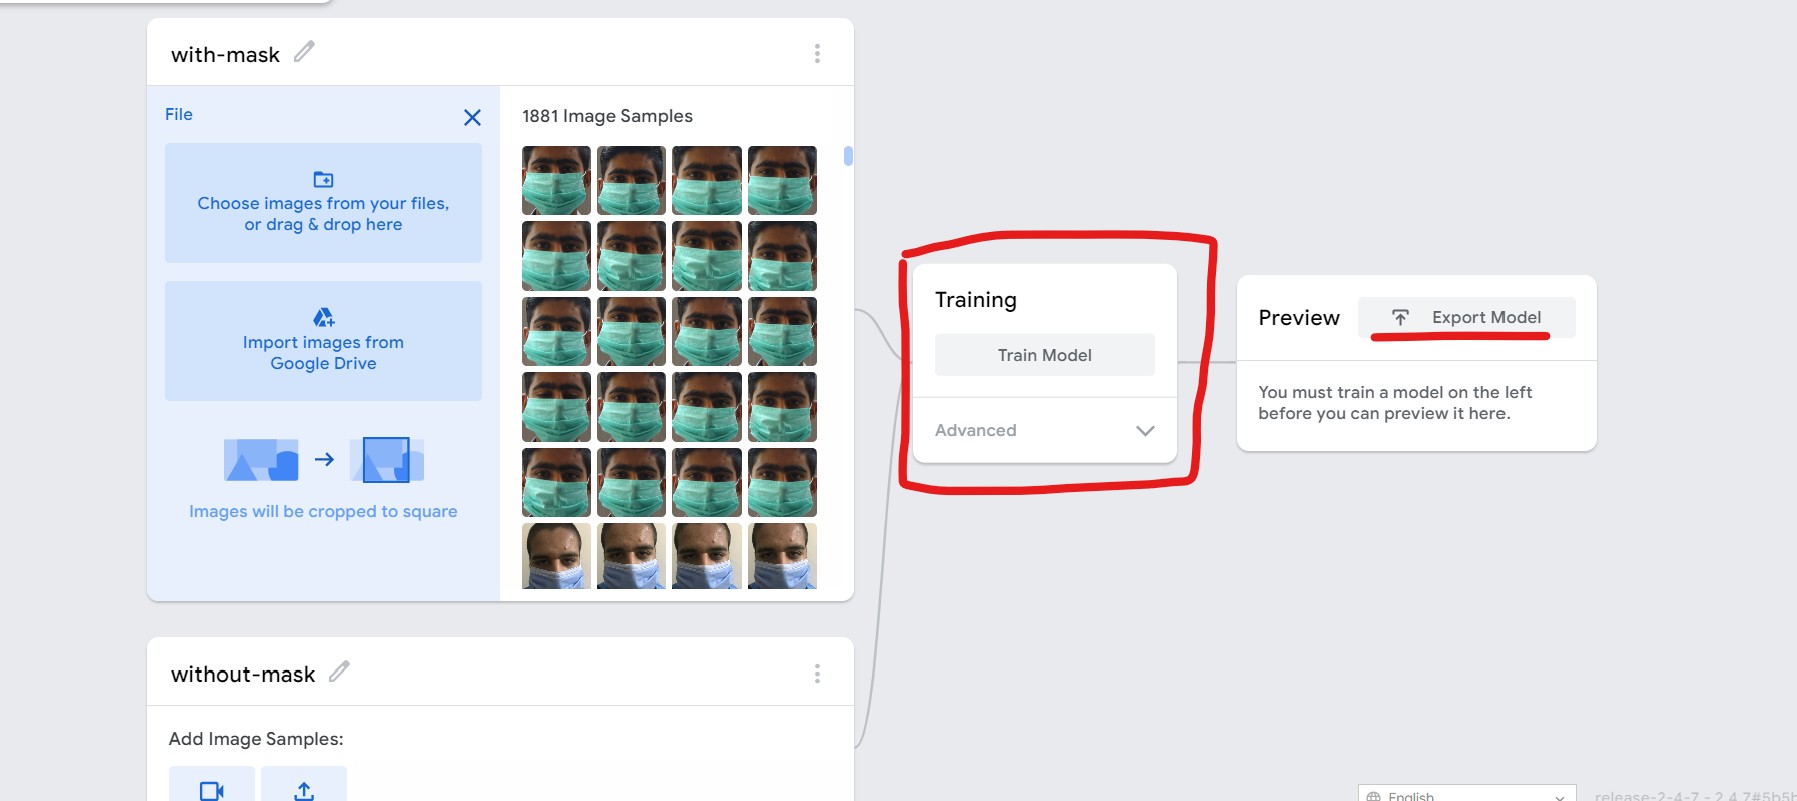 with-mask
File
1881 Image Samples
Choose images from your files,
or drag & drop here
Import images from
Google Drive
Images will be cropped to square
Training
Train Model
Advanced
Preview
Export Model
You must train a model on the left
before you can preview it here.
without-mask
Add Image Samples:
English
release-2-4-7 - 2.4.7#5b5b